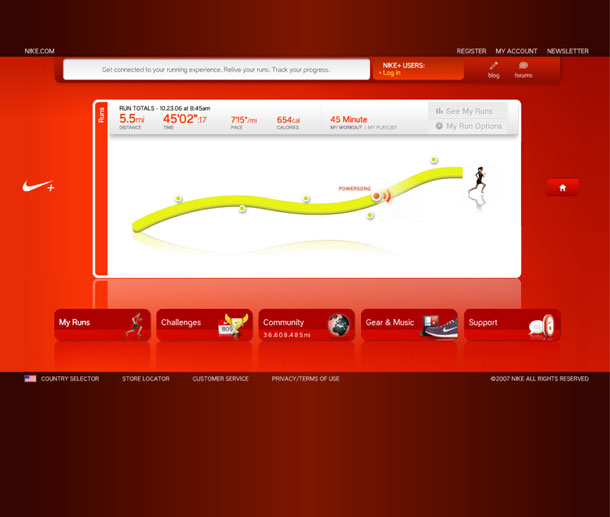 NIKE.COM
REGISTER MY ACCOUNT NEWSLETTER
Get connected to your running experience. Relive your runs. Track your progress.
NIKE+ USERS:
Log in
blog forums
Runs
RUN TOTALS - 10.23.06 at 8:45am
5.5mi 45'02":17 7'15"/mi 654cal 45 Minute
DISTANCE TIME PACE CALORIES MY WORKOUT | MY PLAYLIST
See My Runs
My Run Options
POWERSONG
My Runs Challenges Community Gear & Music Support
36,608,485mi
COUNTRY SELECTOR STORE LOCATOR CUSTOMER SERVICE PRIVACY/TERMS OF USE ©2007 NIKE ALL RIGHTS RESERVED